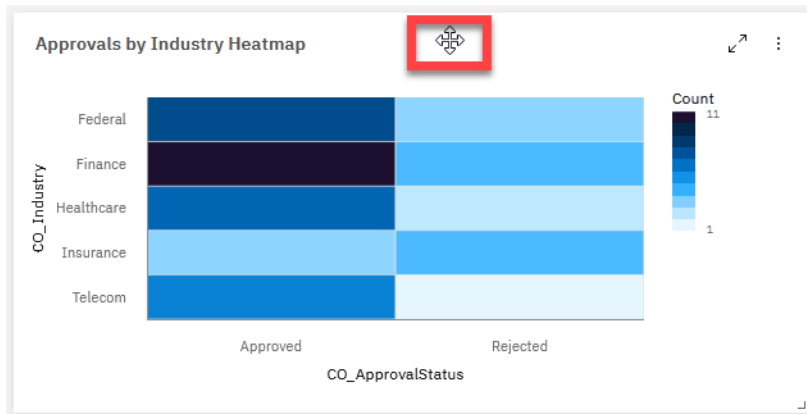 Approvals by Industry Heatmap
Count
11
1
CO_Industry
Federal
Finance
Healthcare
Insurance
Telecom
Approved
Rejected
CO_ApprovalStatus